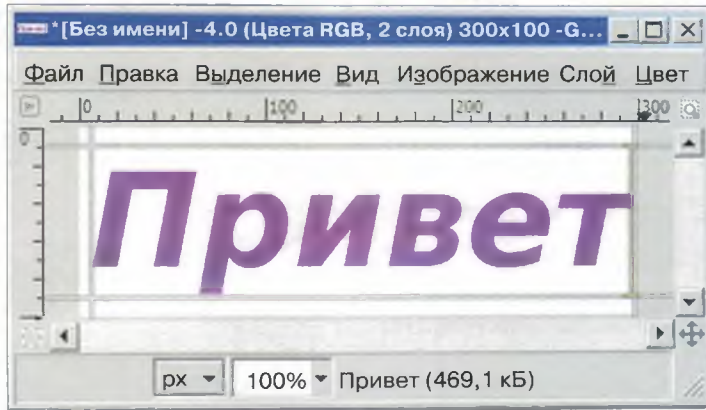 *[Без имени] -4.0 (Цвета RGB, 2 слоя) 300x100 -G...
Файл Правка Выделение Вид Изображение Слой Цвет
0 100 200 300
0
Привет
px 100% Привет (469,1 кБ)